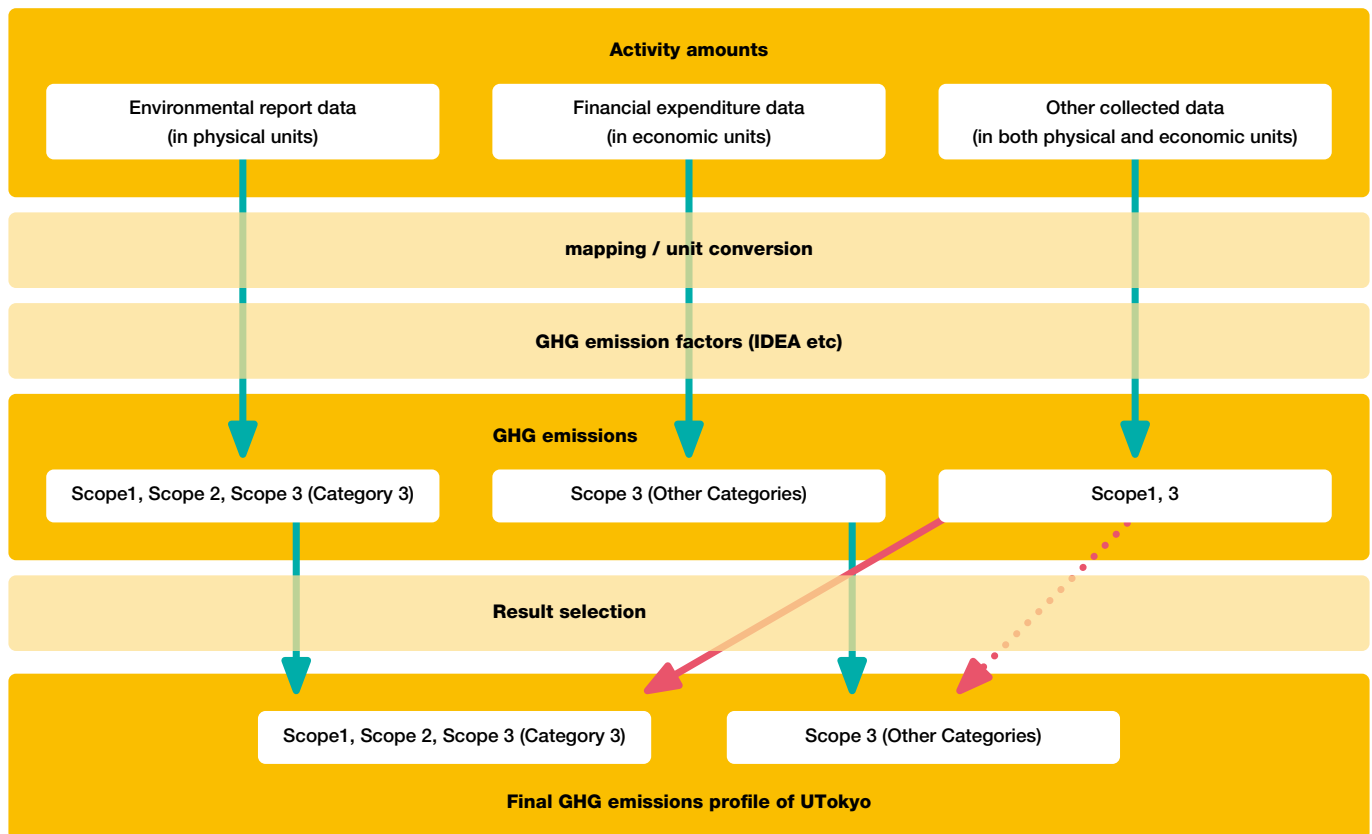 Activity amounts
Environmental report data
(in physical units)
Financial expenditure data
(in economic units)
Other collected data
(in both physical and economic units)
mapping / unit conversion
GHG emission factors (IDEA etc)
GHG emissions
Scope1, Scope 2, Scope 3 (Category 3)
Scope 3 (Other Categories)
Scope1, 3
Result selection
Scope1, Scope 2, Scope 3 (Category 3)
Scope 3 (Other Categories)
Final GHG emissions profile of UTokyo